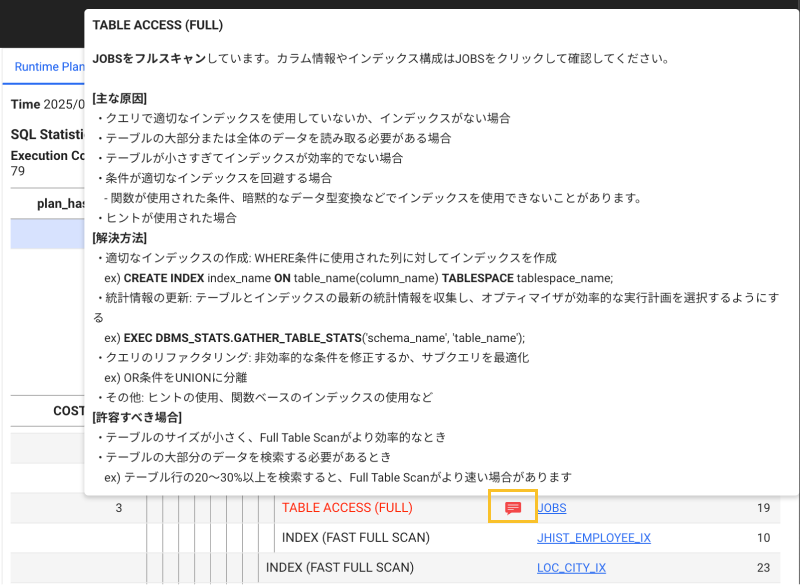 TABLE ACCESS (FULL)
JOBSをフルスキャンしています。カラム情報やインデックス構成はJOBSをクリックして確認してください。
[主な原因]
・クエリで適切なインデックスを使用していないか、インデックスがない場合
・テーブルの大部分または全体のデータを読み取る必要がある場合
・テーブルが小さすぎてインデックスが効率的でない場合
・条件が適切なインデックスを回避する場合
- 関数が使用された条件、暗黙的なデータ型変換などでインデックスを使用できないことがあります。
・ヒントが使用された場合
[解決方法]
・適切なインデックスの作成: WHERE条件に使用された列に対してインデックスを作成
ex) CREATE INDEX index_name ON table_name(column_name) TABLESPACE tablespace_name;
・統計情報の更新: テーブルとインデックスの最新の統計情報を収集し、オプティマイザが効率的な実行計画を選択するようにす
る
ex) EXEC DBMS_STATS.GATHER_TABLE_STATS('schema_name', 'table_name');
・クエリのリファクタリング: 非効率的な条件を修正するか、サブクエリを最適化
ex) OR条件をUNIONに分離
・その他: ヒントの使用、関数ベースのインデックスの使用など
[許容すべき場合]
・テーブルのサイズが小さく、Full Table Scanがより効率的なとき
・テーブルの大部分のデータを検索する必要があるとき
ex) テーブル行の20〜30%以上を検索すると、Full Table Scanがより速い場合があります
Runtime Plan
Time 2025/0
SQL Statisti
Execution Co
79
plan_has
COST
3 TABLE ACCESS (FULL) JOBS 19
INDEX (FAST FULL SCAN) JHIST_EMPLOYEE_IX 10
INDEX (FAST FULL SCAN) LOC_CITY_IX 23